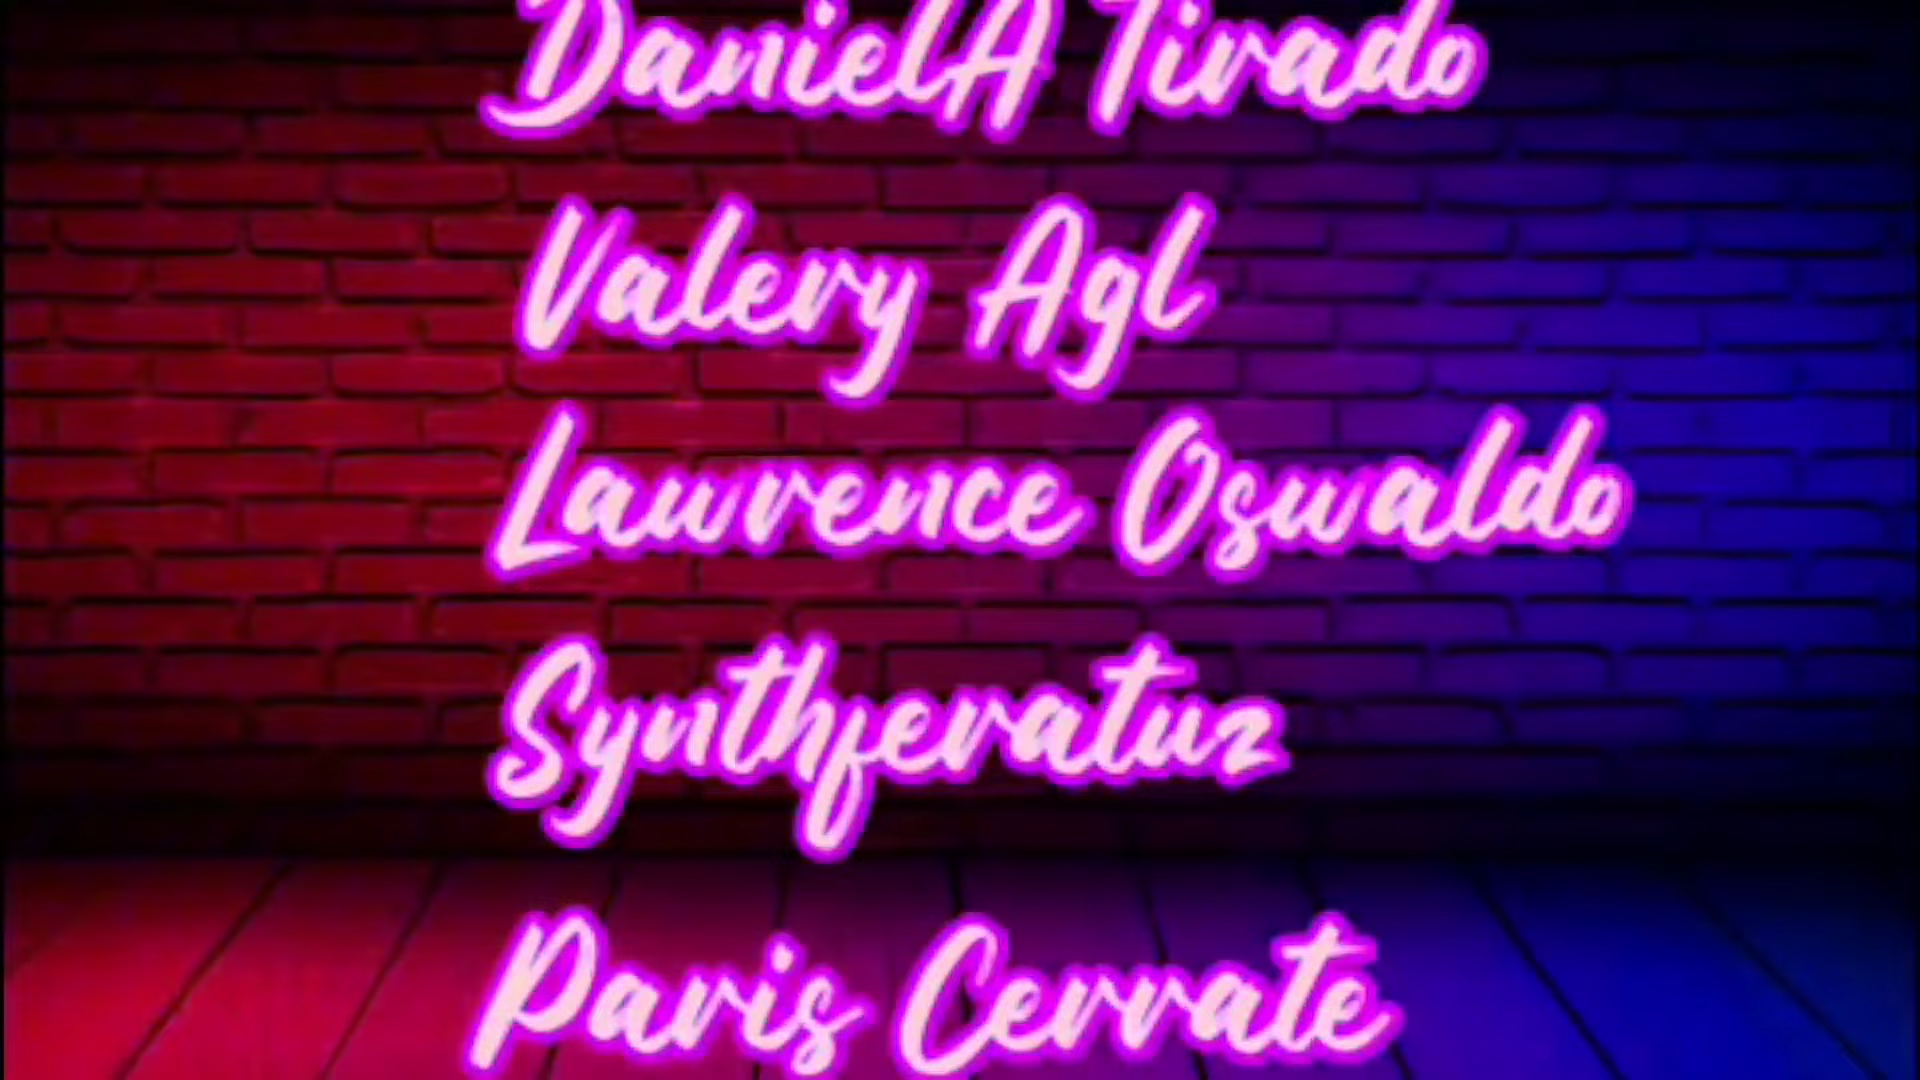 DanielA Tirado
Valery Agl
Lawrence Oswaldo
Synthferatuz
Paris Cerrate